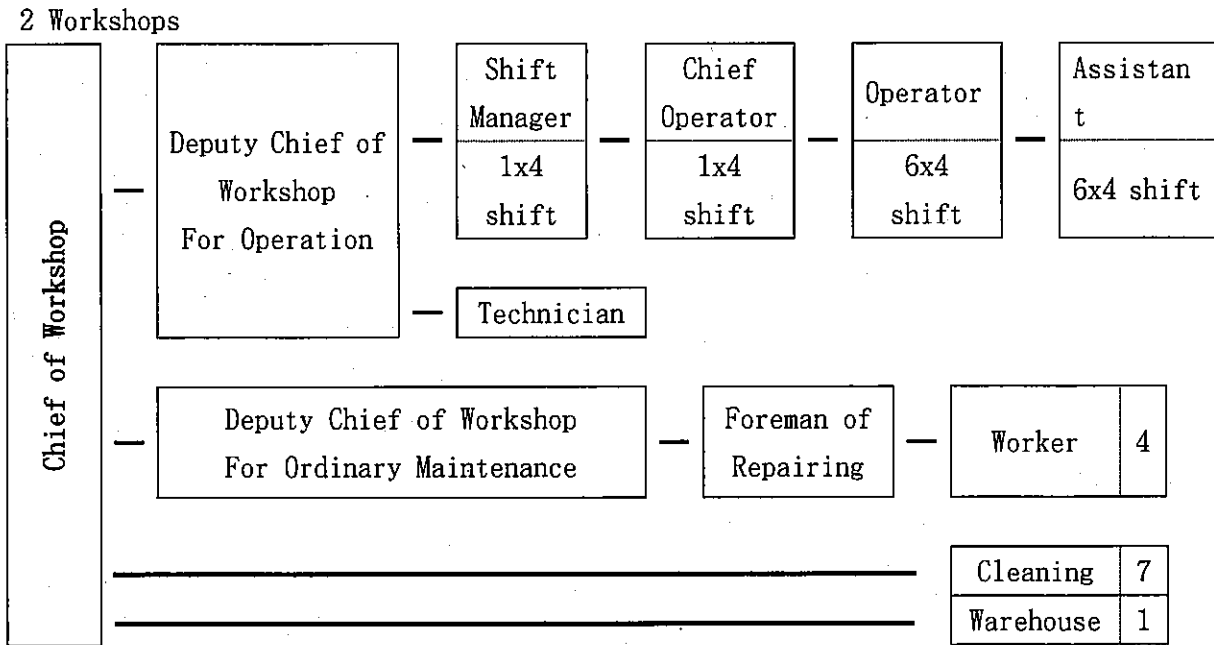 2 Workshops
Chief of Workshop
Deputy Chief of
Workshop
For Operation
Shift
Manager
1x4
shift
Chief
Operator
1x4
shift
Operator
6x4
shift
Assistan
t
6x4 shift
Technician
Deputy Chief of Workshop
For Ordinary Maintenance
Foreman of
Repairing
Worker 4
Cleaning 7
Warehouse 1